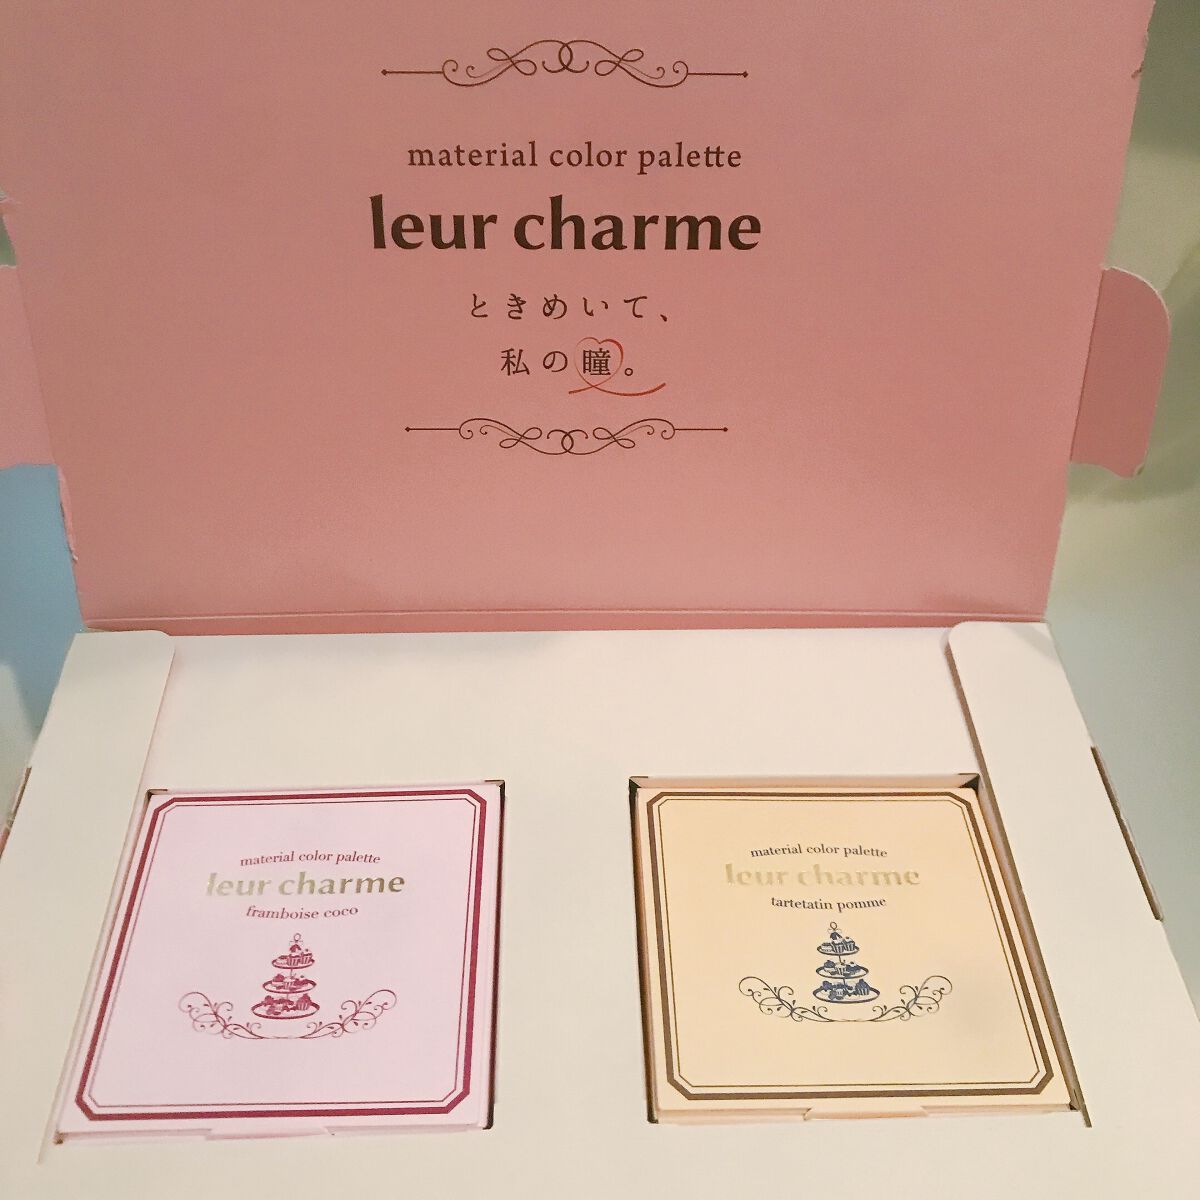 material color palette
leur charme
ときめいて、
私の瞳。
material color palette
leur charme
framboise coco
material color palette
leur charme
tartetatin pomme